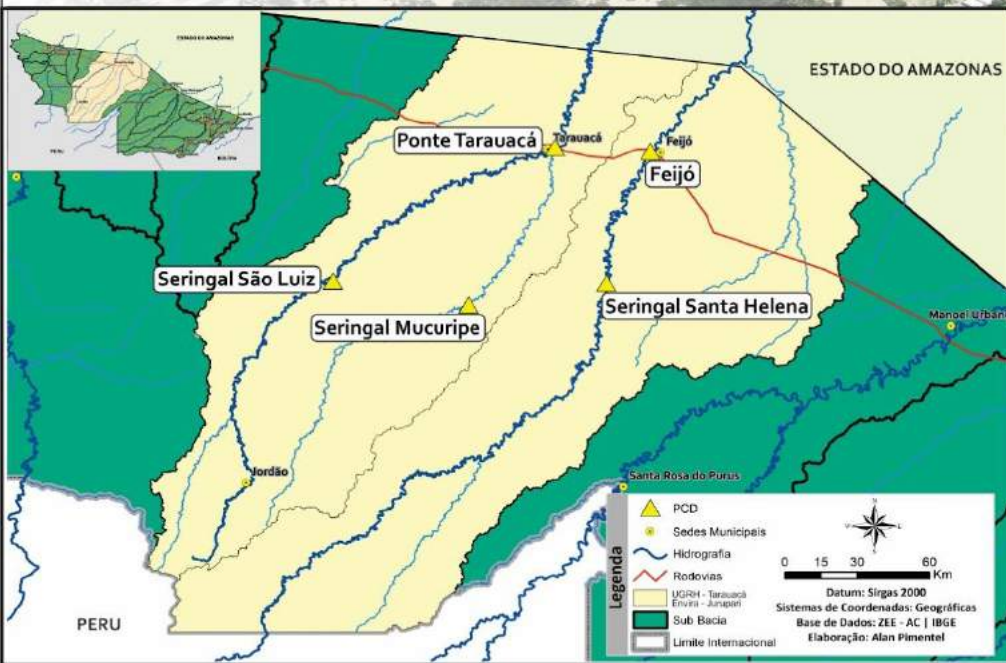 ESTADO DO AMAZONAS
PERU
BOLÍVIA
ESTADO DO AMAZONAS
Ponte Tarauacá
Tarauacá
Feijó
Feijó
Seringal São Luiz
Seringal Mucuripe
Seringal Santa Helena
Manoel Urbano
Jordão
Santa Rosa do Purus
PERU
Legenda
PCD
Sedes Municipais
Hidrografia
Rodovias
UGRH - Tarauacá
Envira - Jurupari
Sub Bacia
Limite Internacional
0 15 30 60
Km
Datum: Sirgas 2000
Sistemas de Coordenadas: Geográficas
Base de Dados: ZEE - AC | IBGE
Elaboração: Alan Pimentel